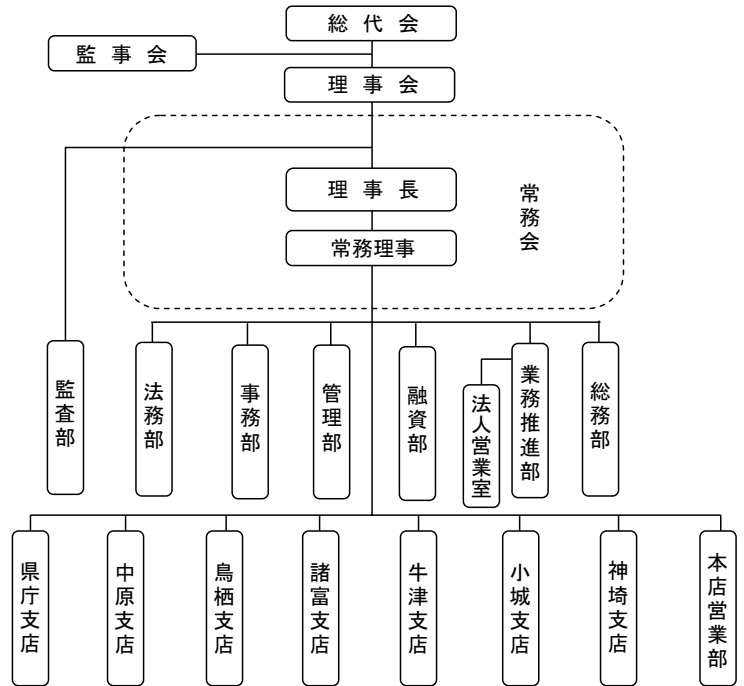 総代会
監事会
理事会
理事長
常務会
常務理事
監査部
法務部
事務部
管理部
融資部
法人営業室
業務推進部
総務部
県庁支店
中原支店
鳥栖支店
諸富支店
牛津支店
小城支店
神埼支店
本店営業部